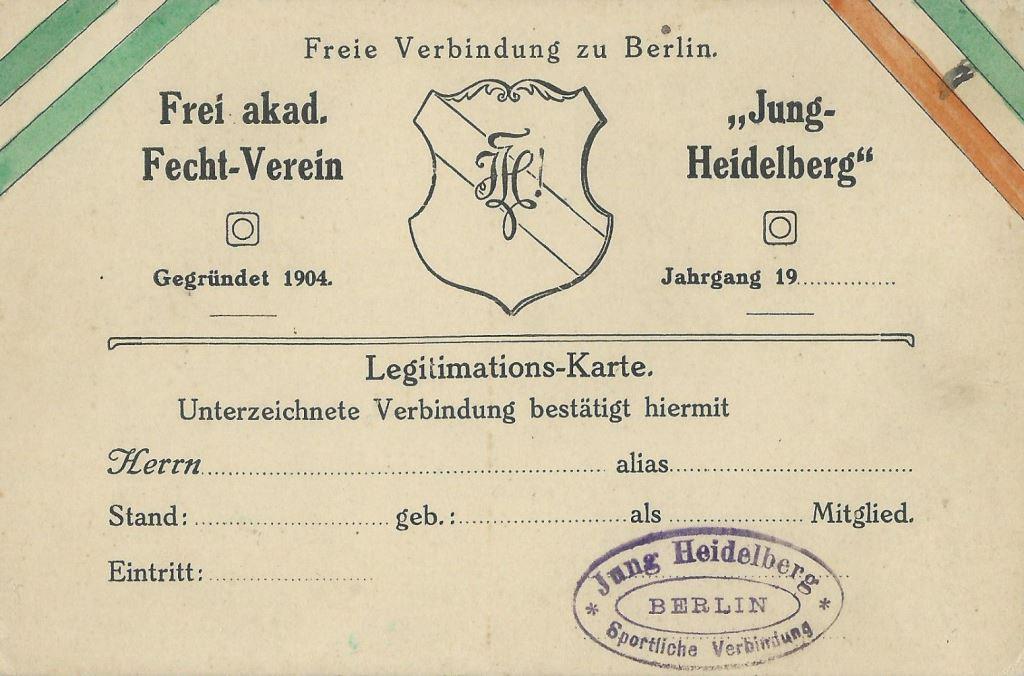 Freie Verbindung zu Berlin.
Frei akad.
Fecht-Verein
Gegründet 1904.
JH!
„Jung-
Heidelberg“
Jahrgang 19..............
Legitimations-Karte.
Unterzeichnete Verbindung bestätigt hiermit
Herrn.............................. alias..............................
Stand:.............................. geb.:..............................als.................... Mitglied.
Eintritt:..............................
Jung Heidelberg
* BERLIN *
Sportliche Verbindung